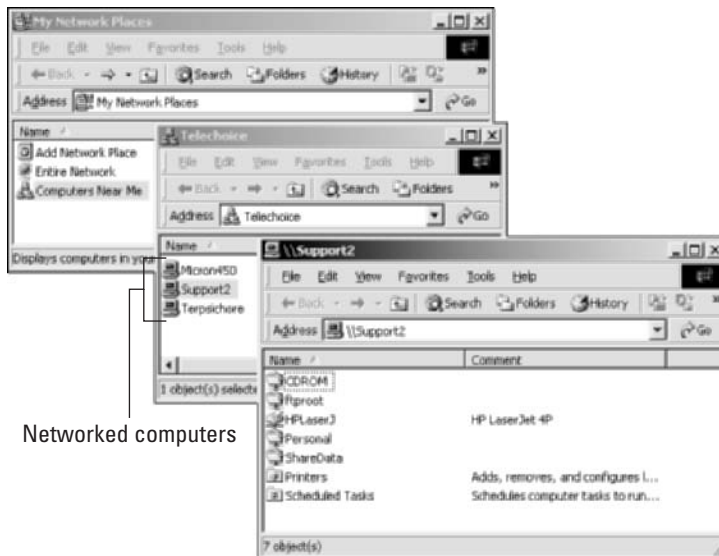 My Network Places
File Edit View Favorites Tools Help
Back Search Folders History »
Address My Network Places Go
Name
Add Network Place
Entire Network
Computers Near Me
Displays computers in your
Telechoice
File Edit View Favorites Tools Help
Back Search Folders »
Address Telechoice Go
Name
Micron450
Support2
Terpsichore
1 object(s) selecte
\\Support2
File Edit View Favorites Tools Help
Back Search Folders History »
Address \\Support2 Go
Name Comment
CDROM
ftproot
HPLaserJ HP LaserJet 4P
Personal
ShareData
Printers Adds, removes, and configures l...
Scheduled Tasks Schedules computer tasks to run...
7 object(s)
Networked computers